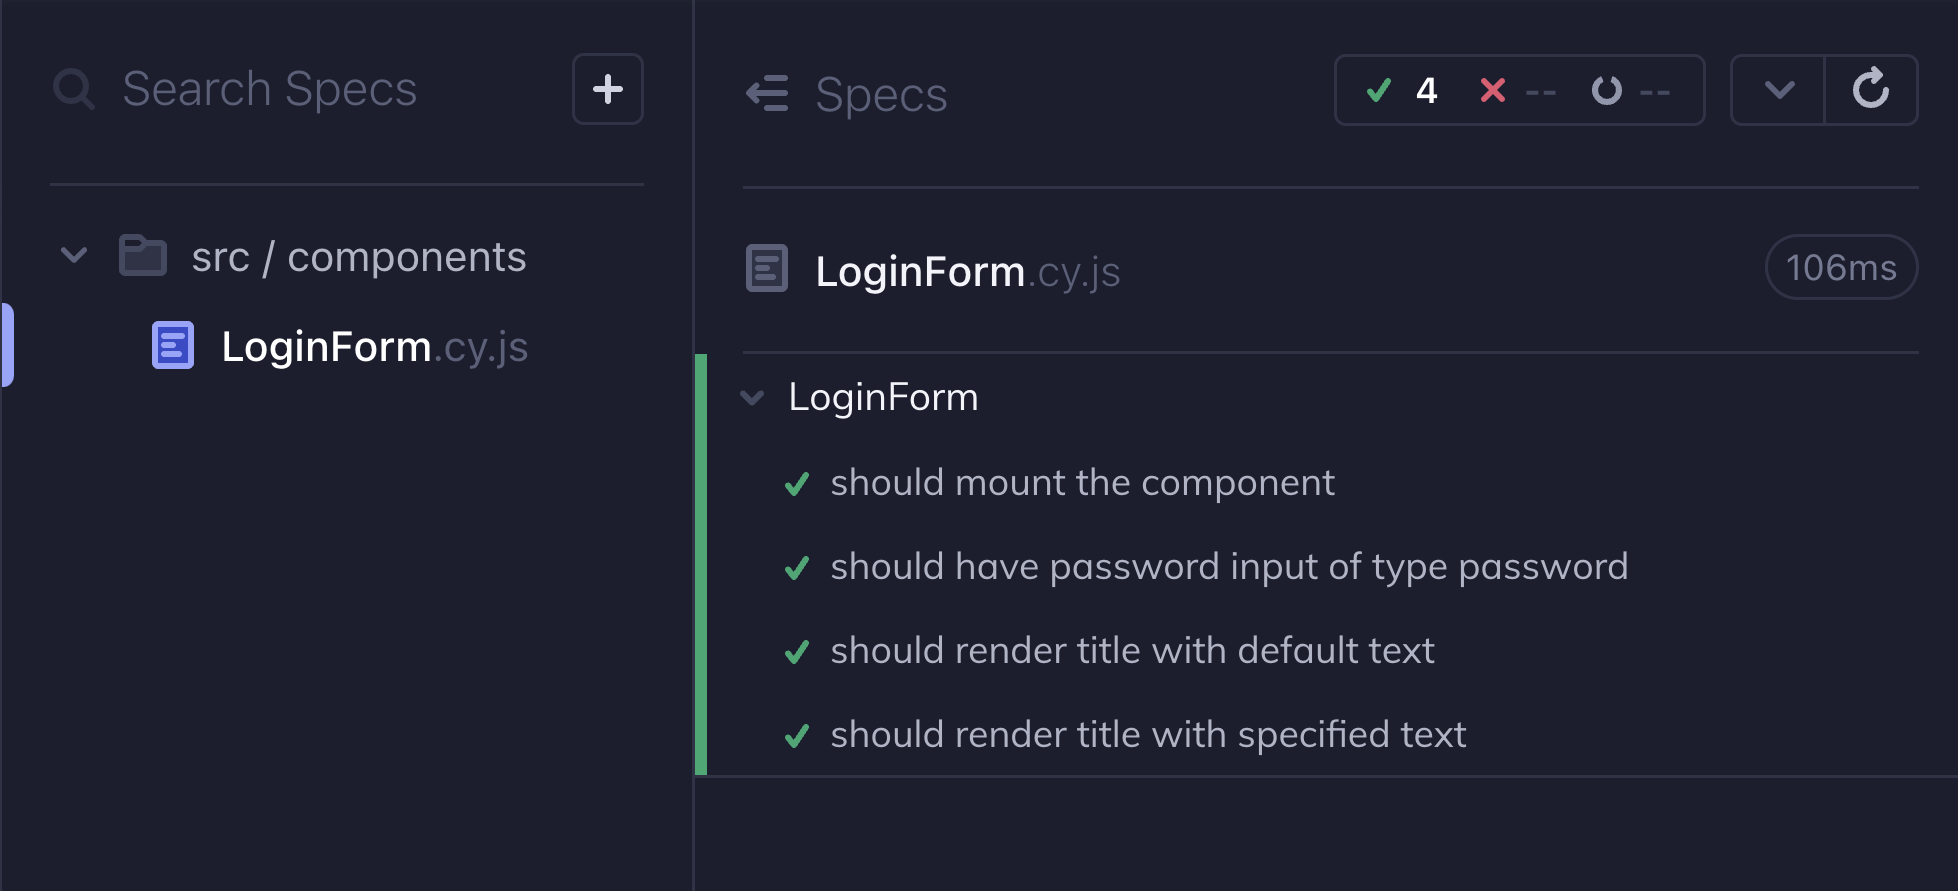 Search Specs
src / components
LoginForm.cy.js
Specs
4 -- --
LoginForm.cy.js
106ms
LoginForm
should mount the component
should have password input of type password
should render title with default text
should render title with specified text